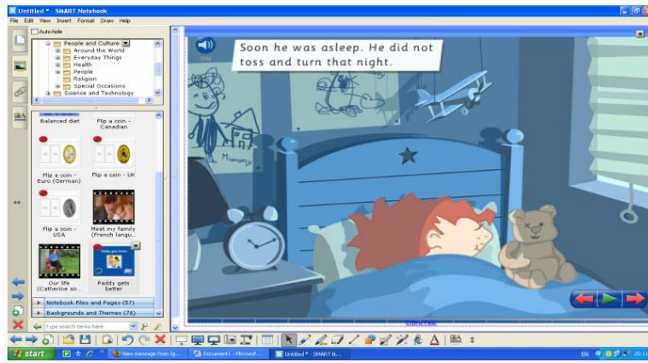 Untitled * - SMART Notebook
File Edit View Insert Format Draw Help
Auto-hide
People and Culture
Around the World
Everyday Things
Health
People
Religion
Special Occasions
Science and Technology
Balanced diet
Flip a coin -
Canadian
Flip a coin -
Euro (German)
Flip a coin - UK
Flip a coin -
USA
Meet my family
(French langu...
Our life
(Catherine an...
Paddy gets
better
Notebook Files and Pages (57)
Backgrounds and Themes (76)
Type search terms here
Soon he was asleep. He did not
toss and turn that night.
Mummy
start
New message from Ig...
Document1 - Microsof...
Untitled * - SMART N...
EN